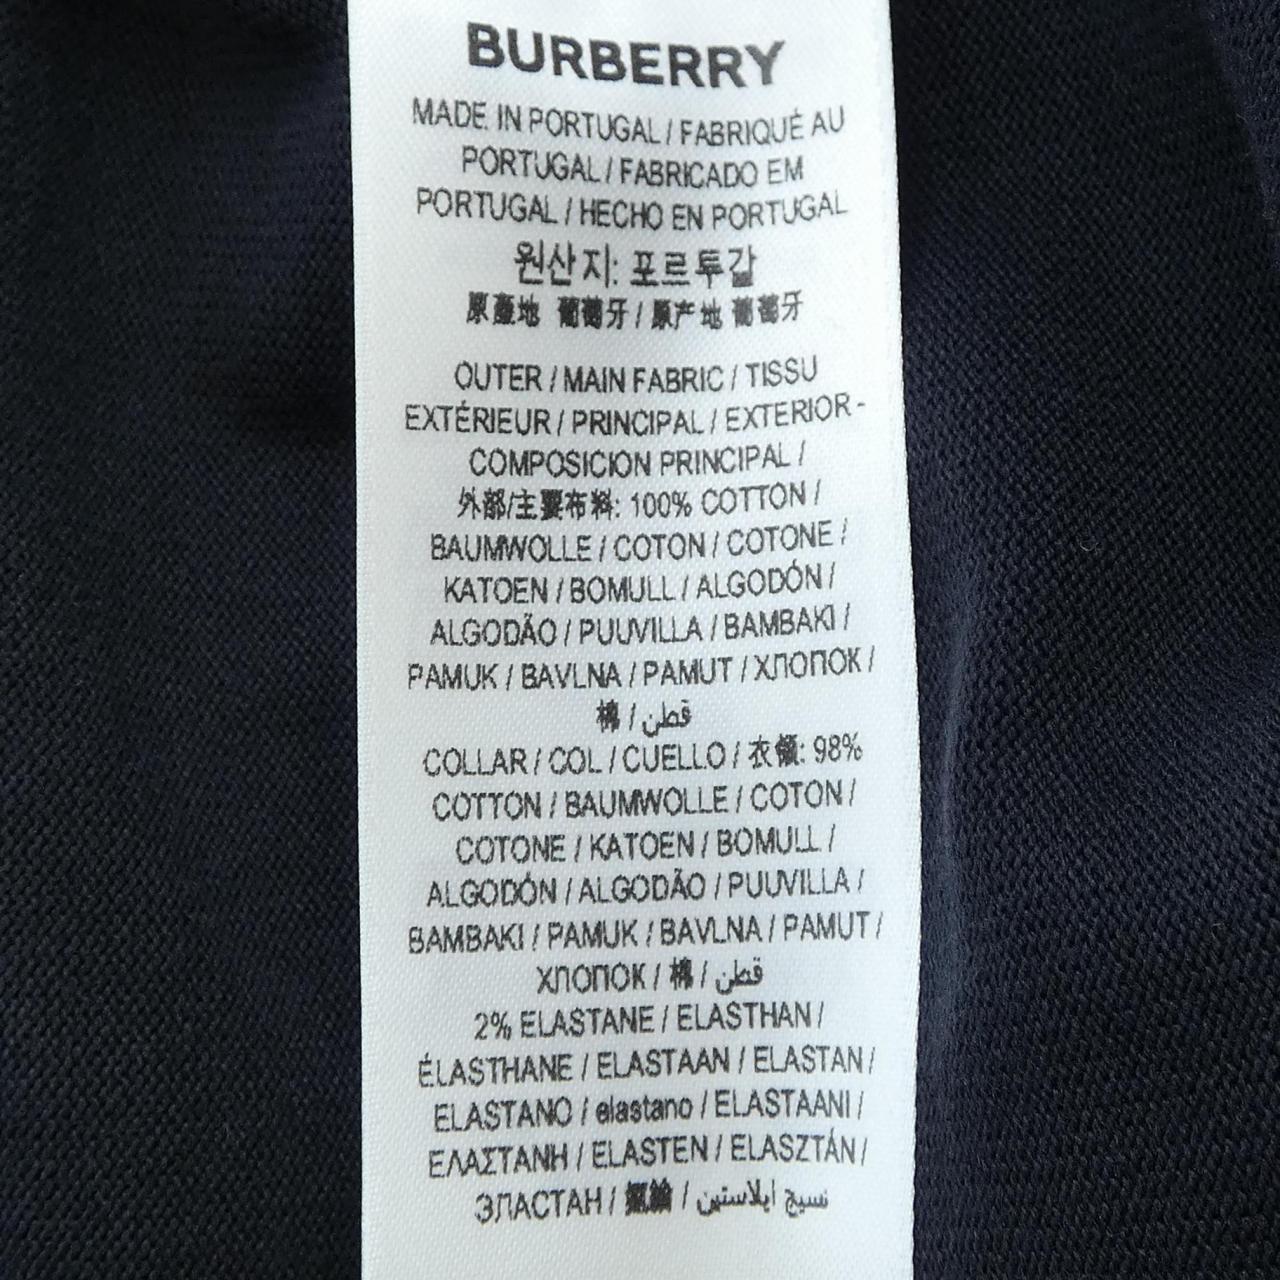 BURBERRY
MADE IN PORTUGAL / FABRIQUÉ AU
PORTUGAL / FABRICADO EM
PORTUGAL / HECHO EN PORTUGAL
원산지: 포르투갈
原產地 葡萄牙 / 原产地 葡萄牙
OUTER / MAIN FABRIC / TISSU
EXTÉRIEUR / PRINCIPAL / EXTERIOR -
COMPOSICION PRINCIPAL /
外部/主要布料: 100% COTTON /
BAUMWOLLE / COTON / COTONE /
KATOEN / BOMULL / ALGODÓN /
ALGODÃO / PUUVILLA / BAMBAKI /
PAMUK / BAVLNA / PAMUT / ХЛОПОК /
棉 / قطن
COLLAR / COL / CUELLO / 衣領: 98%
COTTON / BAUMWOLLE / COTON /
COTONE / KATOEN / BOMULL /
ALGODÓN / ALGODÃO / PUUVILLA /
BAMBAKI / PAMUK / BAVLNA / PAMUT /
ХЛОПОК / 棉 / قطن
2% ELASTANE / ELASTHAN /
ÉLASTHANE / ELASTAAN / ELASTAN /
ELASTANO / elastano / ELASTAANI /
ΕΛΑΣΤΑΝΗ / ELASTEN / ELASZTÁN /
ЭЛАСТАН / 氨綸 / نسيج ايلاستين